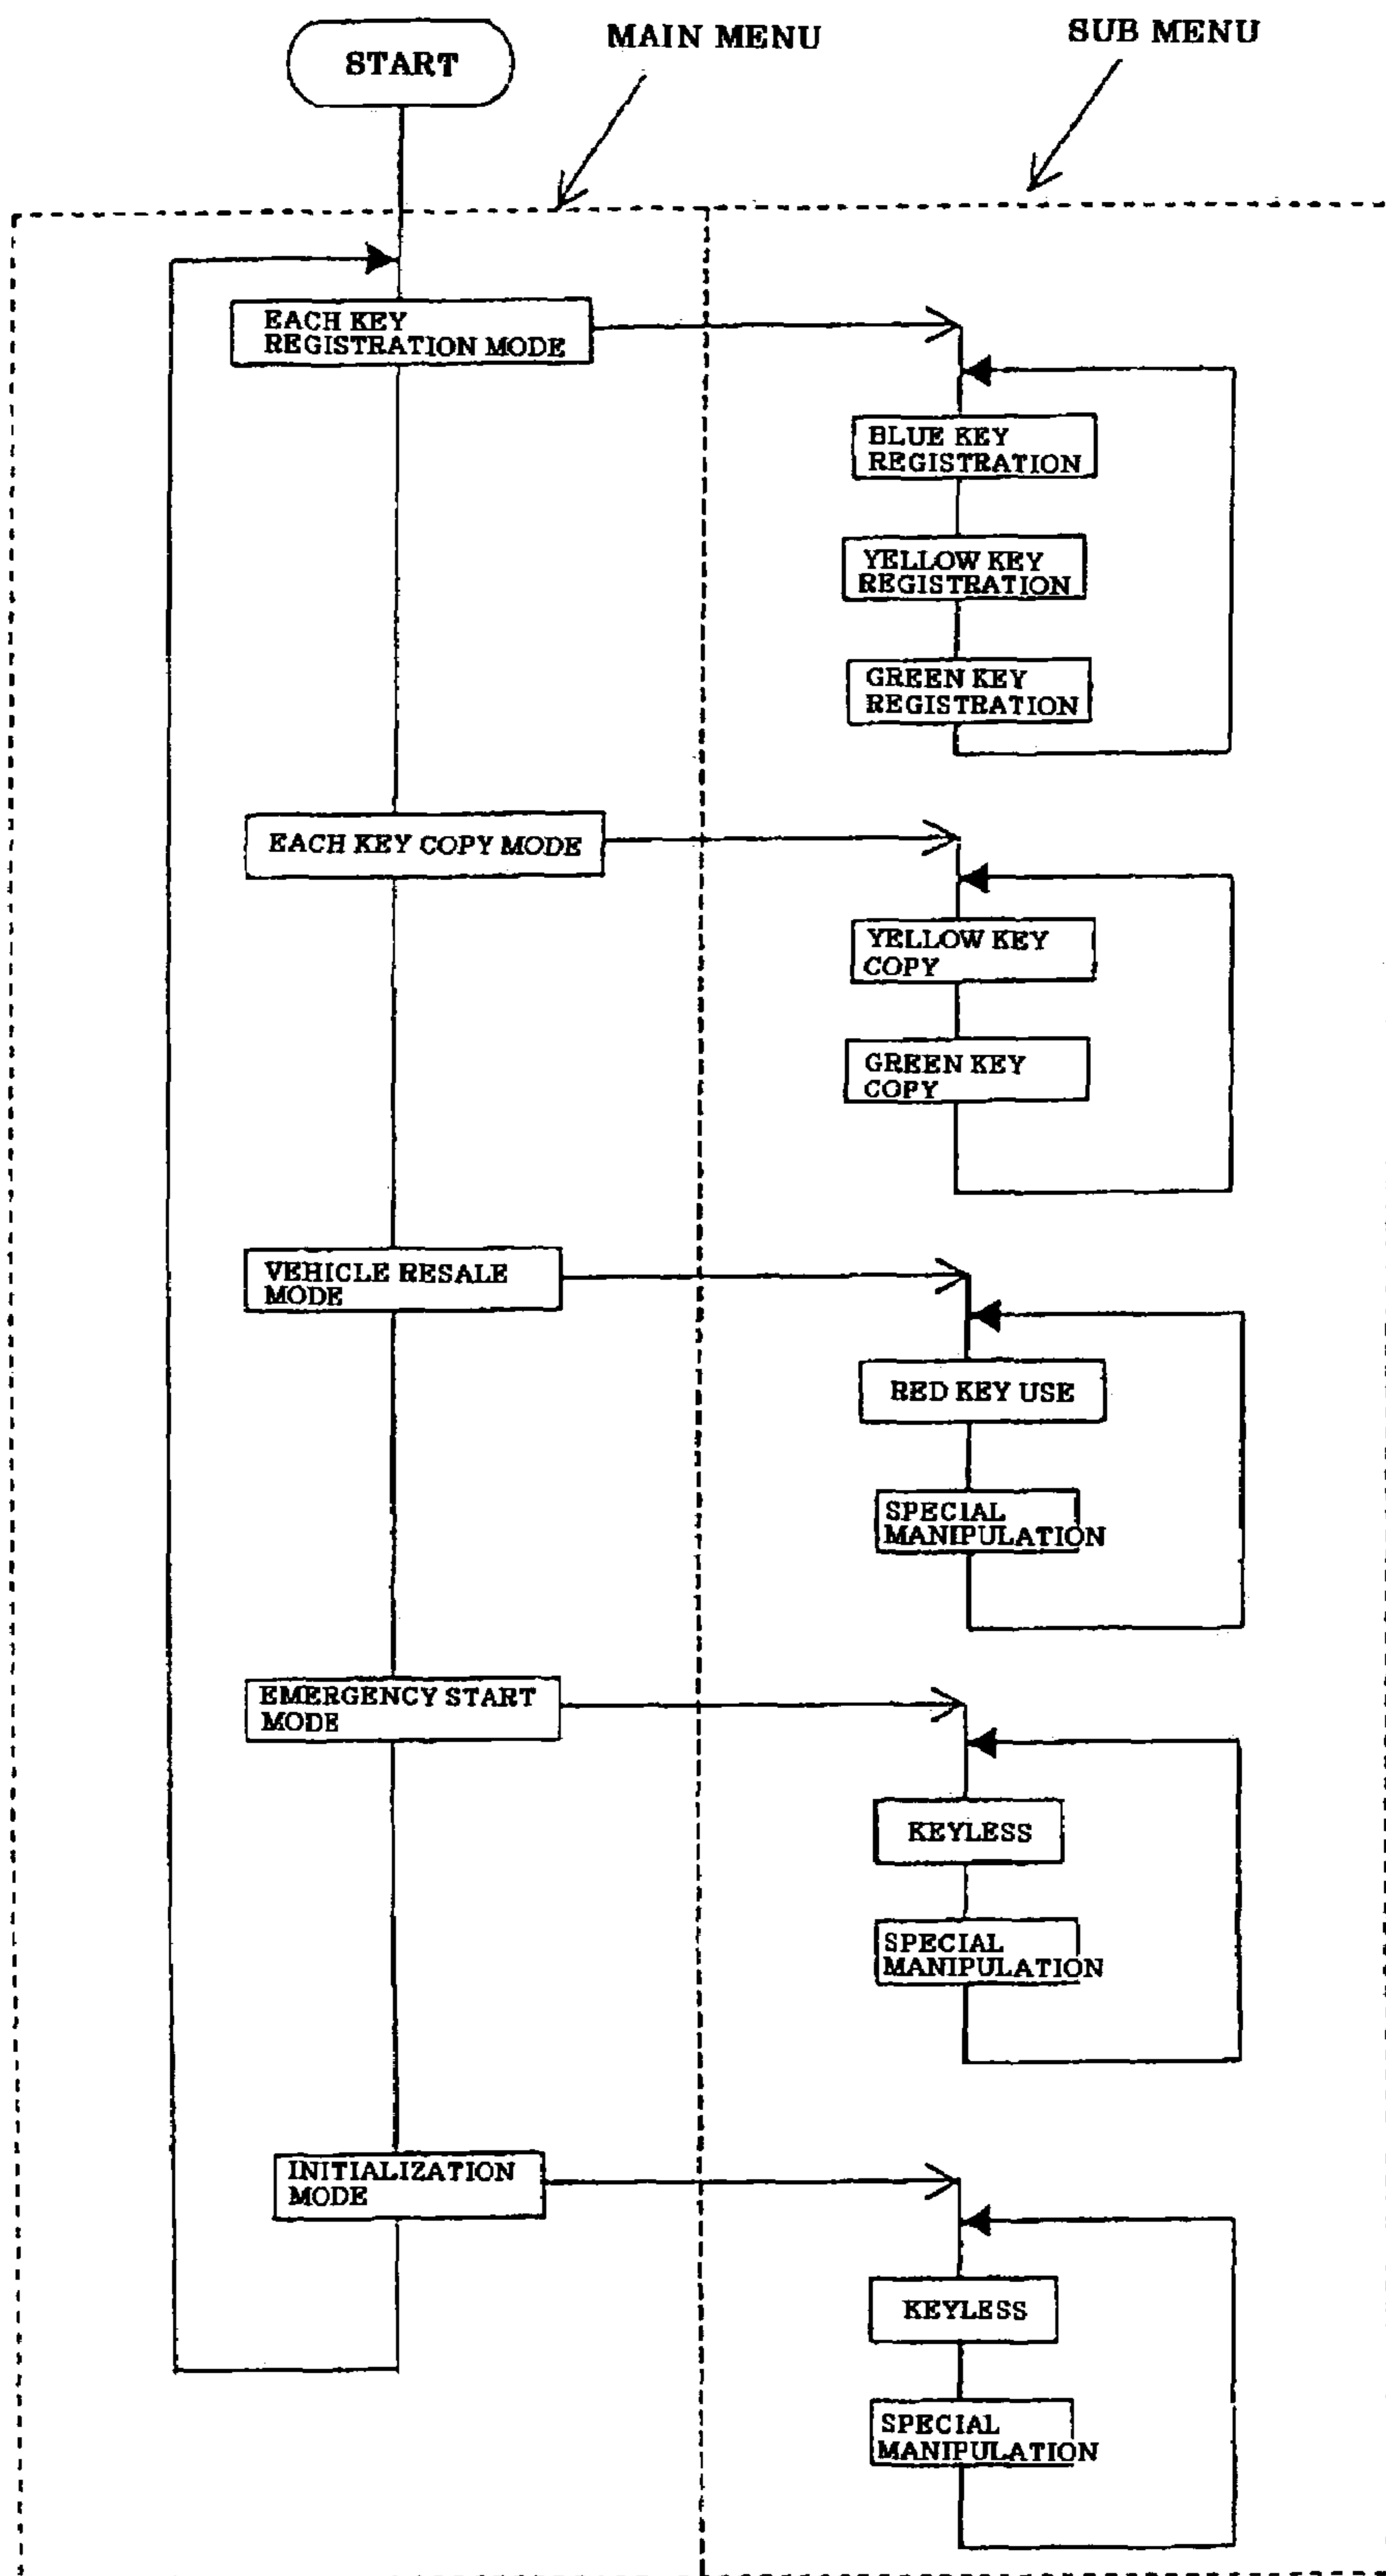 START
MAIN MENU
SUB MENU
EACH KEY
REGISTRATION MODE
BLUE KEY
REGISTRATION
YELLOW KEY
REGISTRATION
GREEN KEY
REGISTRATION
EACH KEY COPY MODE
YELLOW KEY
COPY
GREEN KEY
COPY
VEHICLE RESALE
MODE
RED KEY USE
SPECIAL
MANIPULATION
EMERGENCY START
MODE
KEYLESS
SPECIAL
MANIPULATION
INITIALIZATION
MODE
KEYLESS
SPECIAL
MANIPULATION